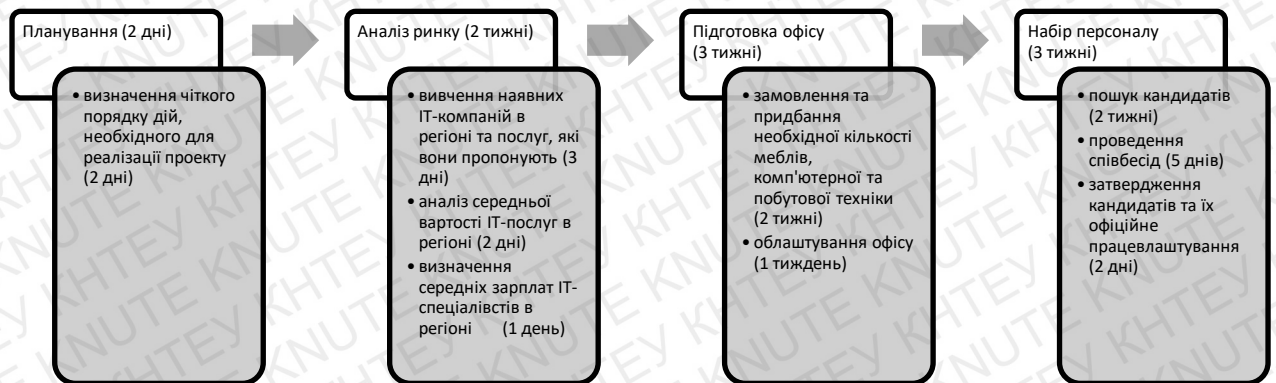 Планування (2 дні)
• визначення чіткого
порядку дій,
необхідного для
реалізації проекту
(2 дні)
Аналіз ринку (2 тижні)
• вивчення наявних
ІТ-компаній в
регіоні та послуг, які
вони пропонують (3
дні)
• аналіз середньої
вартості ІТ-послуг в
регіоні (2 дні)
• визначення
середніх зарплат ІТ-
спеціалівстів в
регіоні (1 день)
Підготовка офісу
(3 тижні)
• замовлення та
придбання
необхідної кількості
меблів,
комп'ютерної та
побутової техніки
(2 тижні)
• облаштування офісу
(1 тиждень)
Набір персоналу
(3 тижні)
• пошук кандидатів
(2 тижні)
• проведення
співбесід (5 днів)
• затвердження
кандидатів та їх
офіційне
працевлаштування
(2 дні)